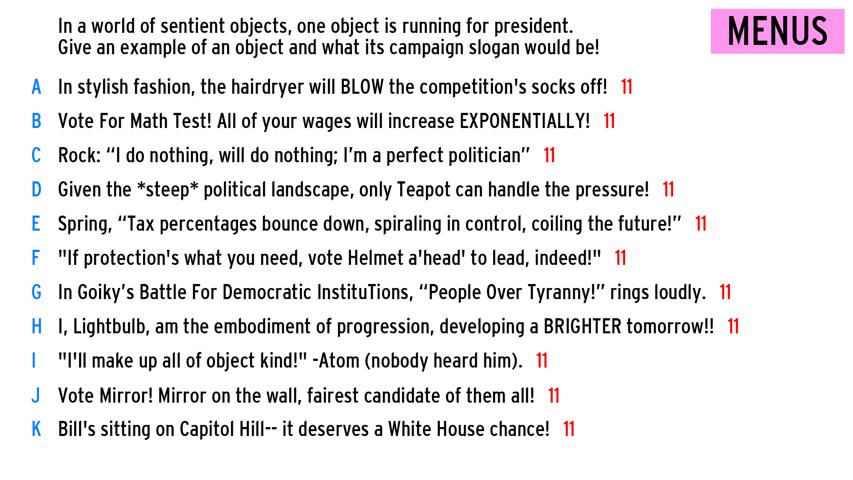 In a world of sentient objects, one object is running for president.
Give an example of an object and what its campaign slogan would be!
MENUS
A In stylish fashion, the hairdryer will BLOW the competition's socks off! 11
B Vote For Math Test! All of your wages will increase EXPONENTIALLY! 11
C Rock: “I do nothing, will do nothing; I’m a perfect politician” 11
D Given the *steep* political landscape, only Teapot can handle the pressure! 11
E Spring, “Tax percentages bounce down, spiraling in control, coiling the future!” 11
F "If protection's what you need, vote Helmet a'head' to lead, indeed!" 11
G In Goiky’s Battle For Democratic InstituTions, “People Over Tyranny!” rings loudly. 11
H I, Lightbulb, am the embodiment of progression, developing a BRIGHTER tomorrow!! 11
I "I'll make up all of object kind!" -Atom (nobody heard him). 11
J Vote Mirror! Mirror on the wall, fairest candidate of them all! 11
K Bill's sitting on Capitol Hill-- it deserves a White House chance! 11